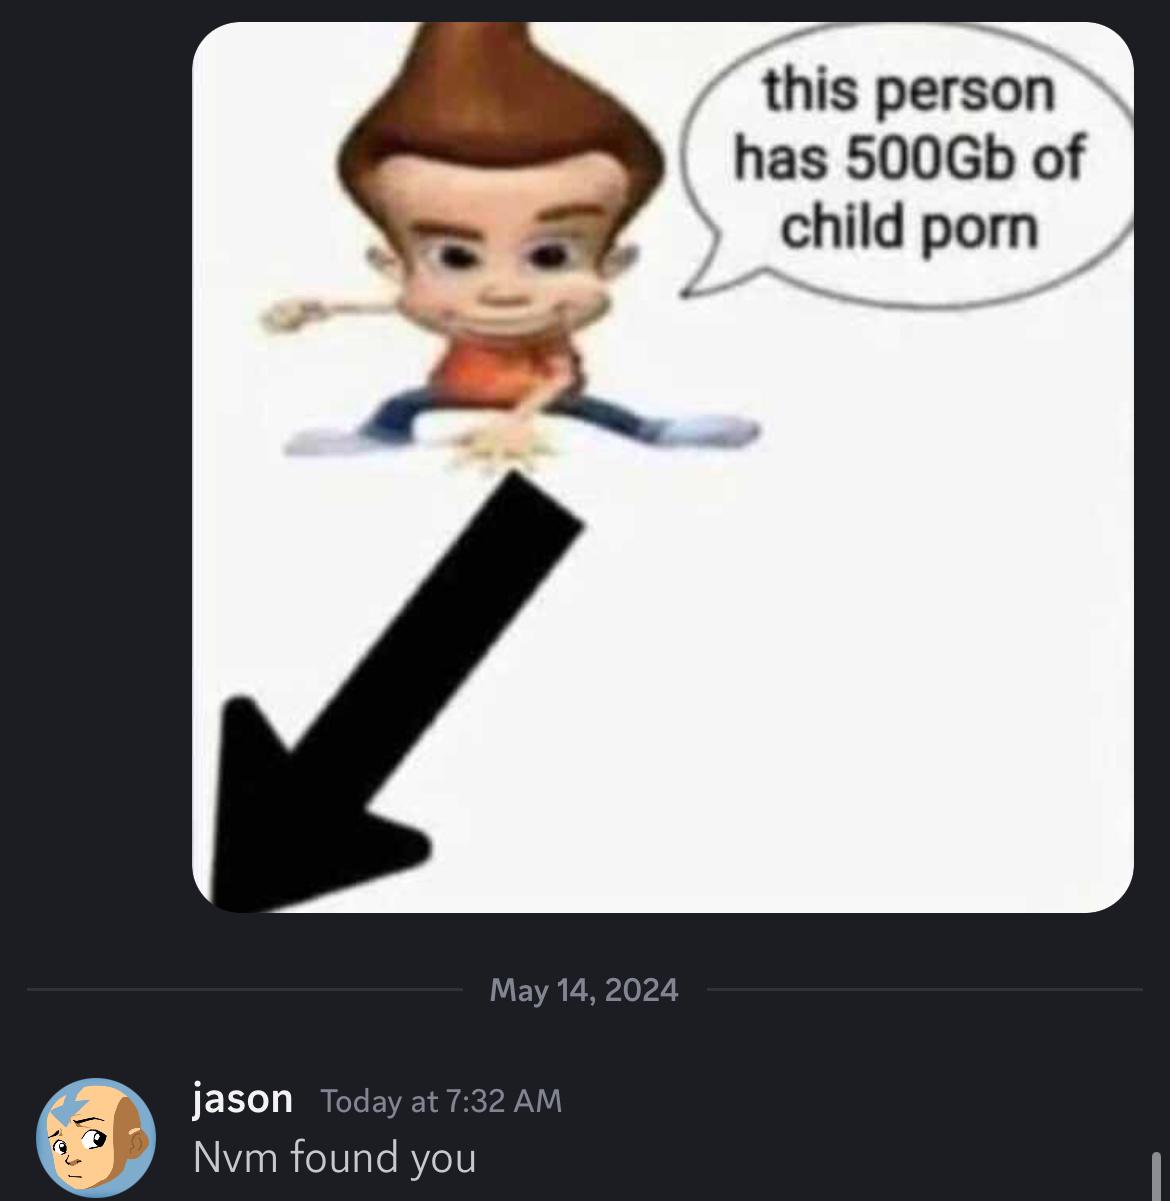 this person
has 500Gb of
child porn
May 14, 2024
jason Today at 7:32 AM
Nvm found you